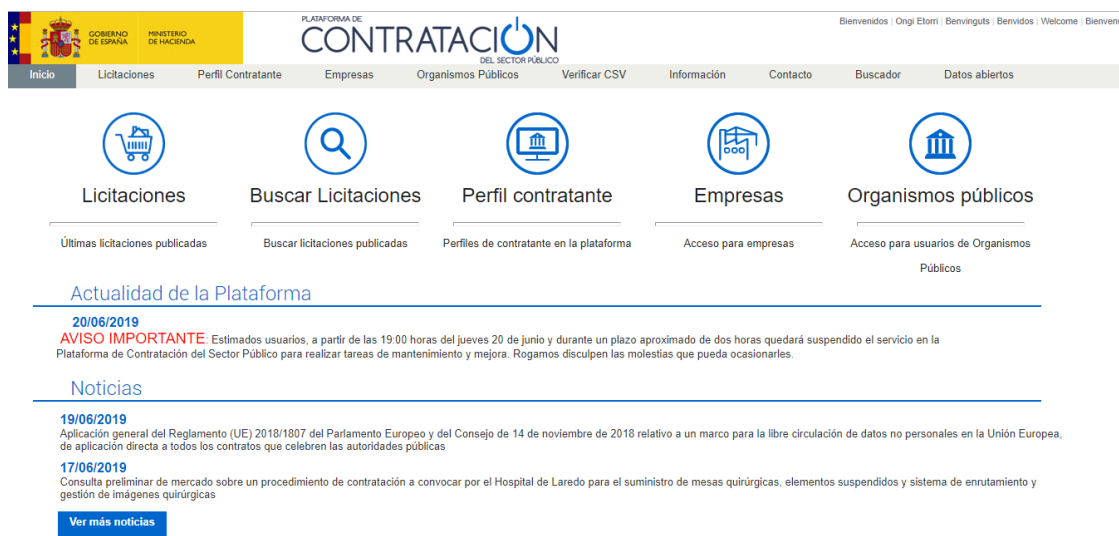 GOBIERNO DE ESPAÑA
MINISTERIO DE HACIENDA
PLATAFORMA DE
CONTRATACIÓN
DEL SECTOR PÚBLICO
Bienvenidos | Ongi Etorri | Benvinguts | Benvidos | Welcome | Bienven
Inicio Licitaciones Perfil Contratante Empresas Organismos Públicos Verificar CSV Información Contacto Buscador Datos abiertos
Licitaciones Buscar Licitaciones Perfil contratante Empresas Organismos públicos
Últimas licitaciones publicadas Buscar licitaciones publicadas Perfiles de contratante en la plataforma Acceso para empresas Acceso para usuarios de Organismos
Públicos
Actualidad de la Plataforma
20/06/2019
AVISO IMPORTANTE: Estimados usuarios, a partir de las 19:00 horas del jueves 20 de junio y durante un plazo aproximado de dos horas quedará suspendido el servicio en la
Plataforma de Contratación del Sector Público para realizar tareas de mantenimiento y mejora. Rogamos disculpen las molestias que pueda ocasionarles.
Noticias
19/06/2019
Aplicación general del Reglamento (UE) 2018/1807 del Parlamento Europeo y del Consejo de 14 de noviembre de 2018 relativo a un marco para la libre circulación de datos no personales en la Unión Europea,
de aplicación directa a todos los contratos que celebren las autoridades públicas
17/06/2019
Consulta preliminar de mercado sobre un procedimiento de contratación a convocar por el Hospital de Laredo para el suministro de mesas quirúrgicas, elementos suspendidos y sistema de enrutamiento y
gestión de imágenes quirúrgicas
Ver más noticias